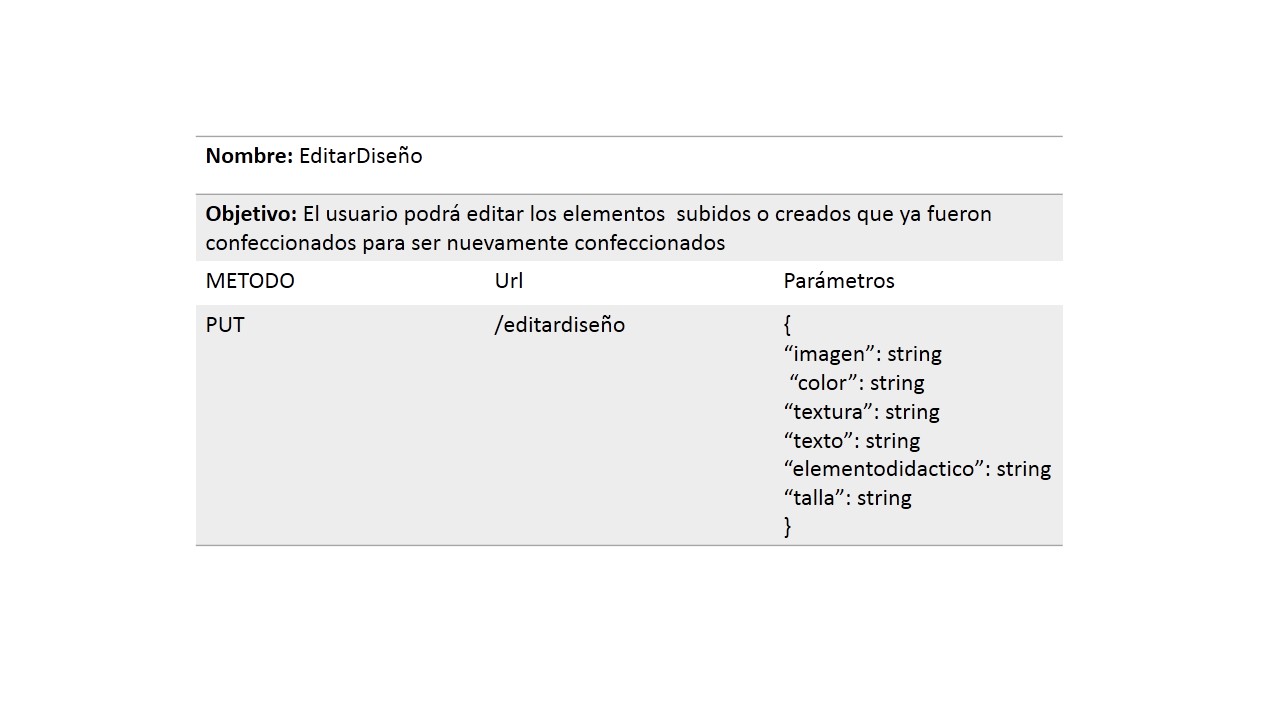 Nombre: EditarDiseño
Objetivo: El usuario podrá editar los elementos  subidos o creados que ya fueron
confeccionados para ser nuevamente confeccionados
METODO Url Parámetros
PUT /editardiseño {
“imagen”: string
“color”: string
“textura”: string
“texto”: string
“elementodidactico”: string
“talla”: string
}